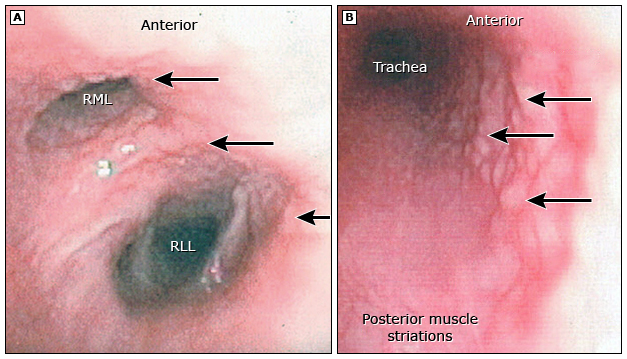 A
Anterior
RML
RLL
B
Anterior
Trachea
Posterior muscle
striations